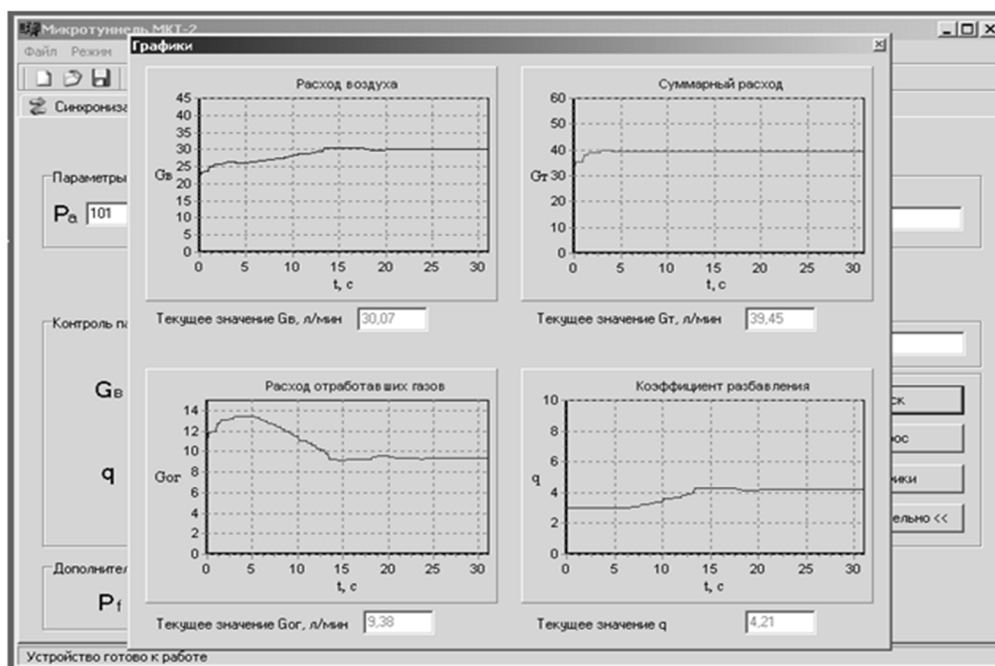 Микротуннель МКТ-2
Файл Режим
Графики
Синхрониза
Параметры
Pa 101
Контроль па
Gв
q
Дополнител
Pf
Расход воздуха
45
40
35
30
25
20
15
10
5
0
Gв
0 5 10 15 20 25 30
t, с
Текущее значение Gв, л/мин 30,07
Суммарный расход
60
50
40
30
20
10
0
Gт
0 5 10 15 20 25 30
t, с
Текущее значение Gт, л/мин 39,45
Расход отработавших газов
14
12
10
8
6
4
2
0
Gог
0 5 10 15 20 25 30
t, с
Текущее значение Gог, л/мин 9,38
Коэффициент разбавления
10
8
6
4
2
0
q
0 5 10 15 20 25 30
t, с
Текущее значение q 4,21
ск
рос
рики
ельно <<
Устройство готово к работе